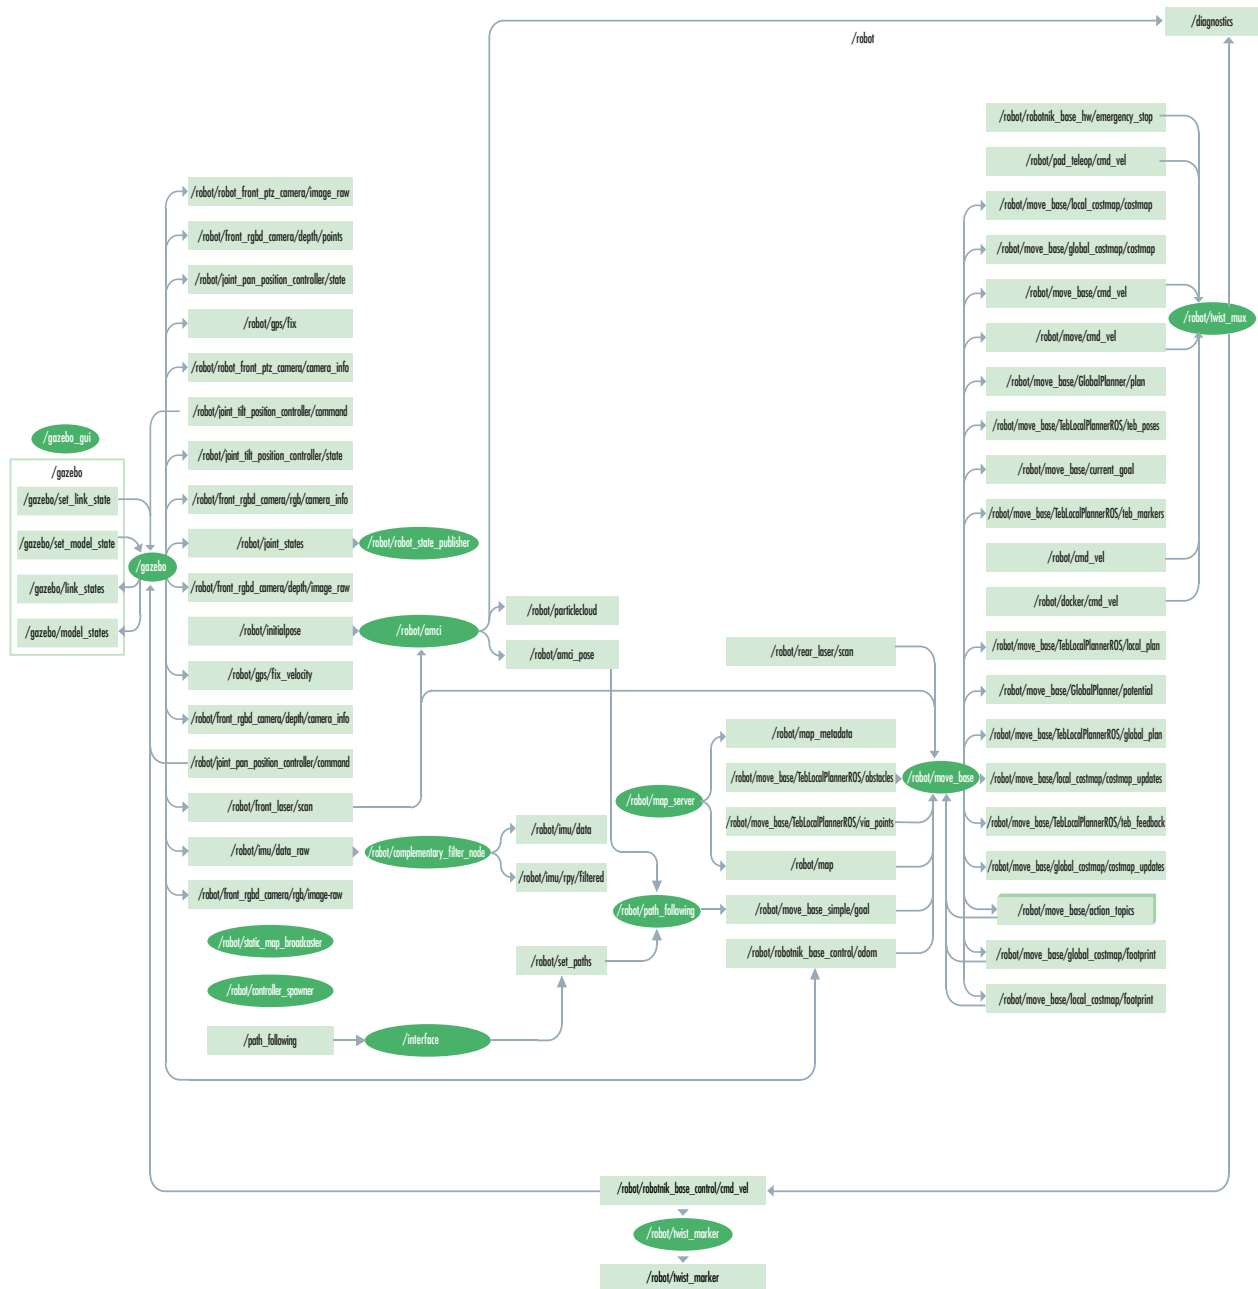 /diagnostics
/robot
/robot/robotnik_base_hw/emergency_stop
/robot/pad_teleop/cmd_vel
/robot/move_base/local_costmap/costmap
/robot/move_base/global_costmap/costmap
/robot/move_base/cmd_vel
/robot/twist_mux
/robot/move/cmd_vel
/robot/move_base/GlobalPlanner/plan
/robot/move_base/TebLocalPlannerROS/teb_poses
/robot/move_base/current_goal
/robot/move_base/TebLocalPlannerROS/teb_markers
/robot/cmd_vel
/robot/docker/cmd_vel
/robot/move_base/TebLocalPlannerROS/local_plan
/robot/move_base/GlobalPlanner/potential
/robot/move_base/TebLocalPlannerROS/global_plan
/robot/move_base/local_costmap/costmap_updates
/robot/move_base/TebLocalPlannerROS/teb_feedback
/robot/move_base/global_costmap/costmap_updates
/robot/move_base/action_topics
/robot/move_base/global_costmap/footprint
/robot/move_base/local_costmap/footprint
/robot/robot_front_ptz_camera/image_raw
/robot/front_rgbd_camera/depth/points
/robot/joint_pan_position_controller/state
/robot/gps/fix
/robot/robot_front_ptz_camera/camera_info
/robot/joint_tilt_position_controller/command
/robot/joint_tilt_position_controller/state
/robot/front_rgbd_camera/rgb/camera_info
/robot/joint_states
/robot/front_rgbd_camera/depth/image_raw
/robot/initialpose
/robot/gps/fix_velocity
/robot/front_rgbd_camera/depth/camera_info
/robot/joint_pan_position_controller/command
/robot/front_laser/scan
/robot/imu/data_raw
/robot/front_rgbd_camera/rgb/image-raw
/robot/static_map_broadcaster
/robot/controller_spawner
/path_following
/gazebo_gui
/gazebo
/gazebo/set_link_state
/gazebo/set_model_state
/gazebo/link_states
/gazebo/model_states
/gazebo
/robot/robot_state_publisher
/robot/amci
/robot/particlecloud
/robot/amci_pose
/robot/complementary_filter_node
/robot/imu/data
/robot/imu/rpy/filtered
/robot/set_paths
/interface
/robot/rear_laser/scan
/robot/map_metadata
/robot/move_base/TebLocalPlannerROS/obstacles
/robot/move_base
/robot/map_server
/robot/move_base/TebLocalPlannerROS/via_points
/robot/map
/robot/path_following
/robot/move_base_simple/goal
/robot/robotnik_base_control/odom
/robot/robotnik_base_control/cmd_vel
/robot/twist_marker
/robot/twist_marker